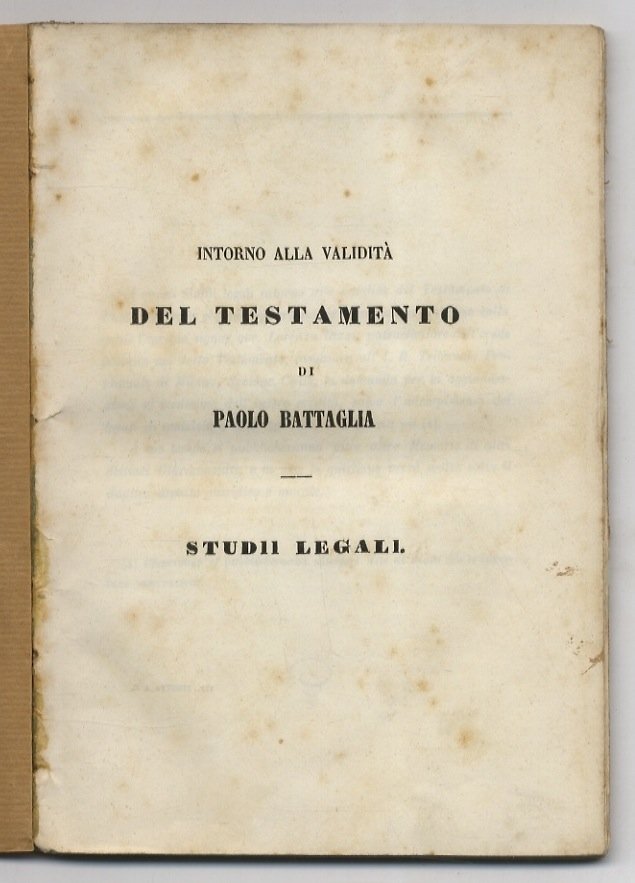 INTORNO ALLA VALIDITÀ
DEL TESTAMENTO
DI
PAOLO BATTAGLIA
STUDII LEGALI.